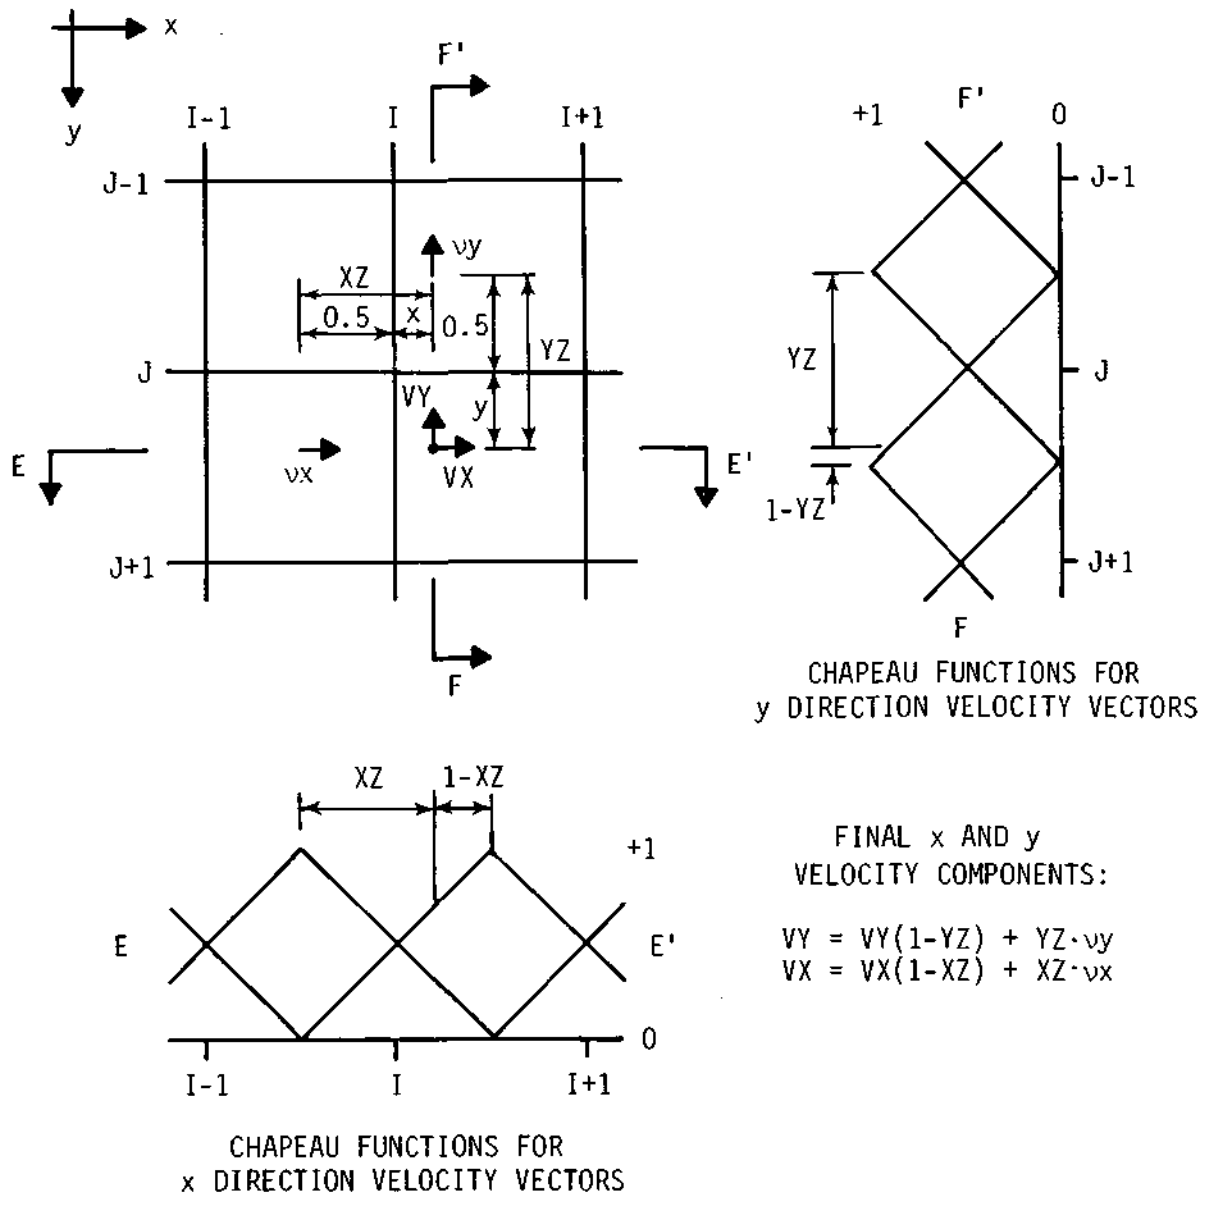 x
y
F'
I-1
I
I+1
J-1
νy
XZ
0.5
x
0.5
YZ
J
VY
y
E
νx
VX
E'
J+1
F
+1
F'
0
J-1
YZ
J
1-YZ
J+1
F
CHAPEAU FUNCTIONS FOR
y DIRECTION VELOCITY VECTORS
XZ
1-XZ
+1
E
E'
0
I-1
I
I+1
CHAPEAU FUNCTIONS FOR
x DIRECTION VELOCITY VECTORS
FINAL x AND y
VELOCITY COMPONENTS:
VY = VY(1-YZ) + YZ·νy
VX = VX(1-XZ) + XZ·νx